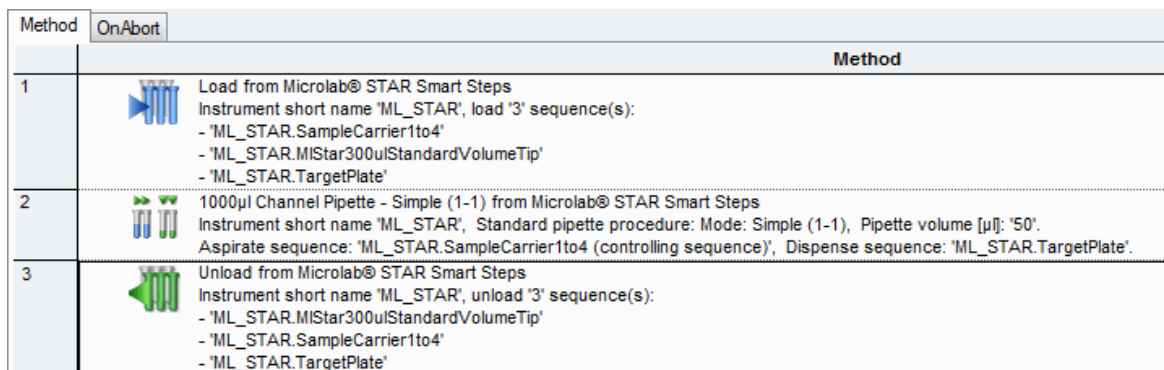 Method OnAbort
Method
1
Load from Microlab® STAR Smart Steps
Instrument short name 'ML_STAR', load '3' sequence(s):
- 'ML_STAR.SampleCarrier1to4'
- 'ML_STAR.MlStar300ulStandardVolumeTip'
- 'ML_STAR.TargetPlate'
2
1000µl Channel Pipette - Simple (1-1) from Microlab® STAR Smart Steps
Instrument short name 'ML_STAR', Standard pipette procedure: Mode: Simple (1-1), Pipette volume [µl]: '50'.
Aspirate sequence: 'ML_STAR.SampleCarrier1to4 (controlling sequence)', Dispense sequence: 'ML_STAR.TargetPlate'.
3
Unload from Microlab® STAR Smart Steps
Instrument short name 'ML_STAR', unload '3' sequence(s):
- 'ML_STAR.MlStar300ulStandardVolumeTip'
- 'ML_STAR.SampleCarrier1to4'
- 'ML_STAR.TargetPlate'